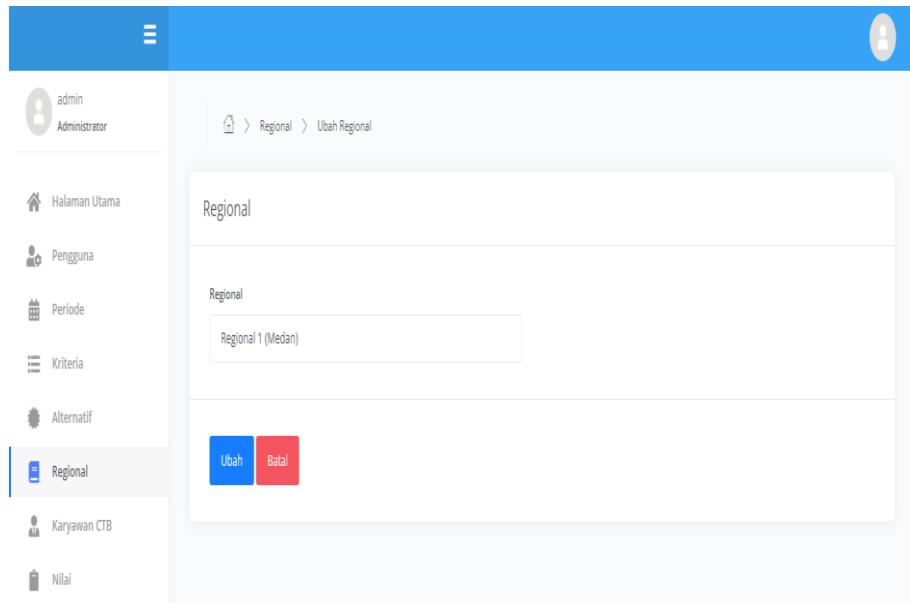 admin
Administrator
Halaman Utama
Pengguna
Periode
Kriteria
Alternatif
Regional
Karyawan CTB
Nilai
Regional > Ubah Regional
Regional
Regional
Regional 1 (Medan)
Ubah Batal